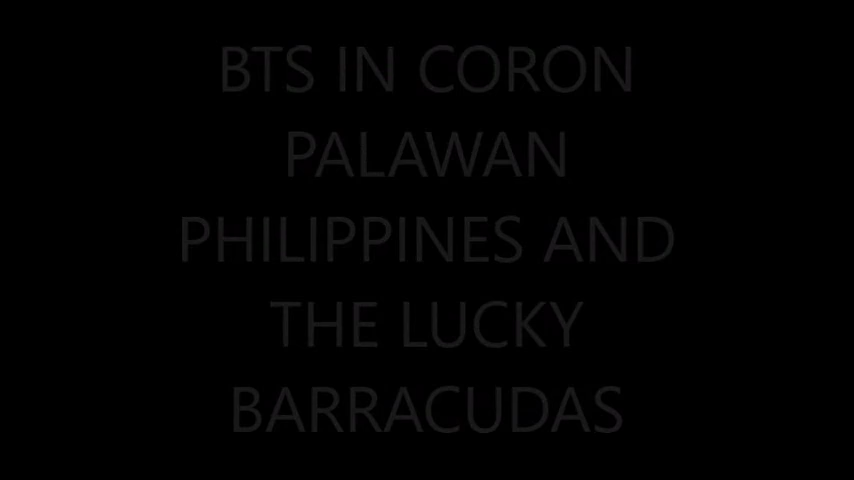 BTS IN CORON
PALAWAN
PHILIPPINES AND
THE LUCKY
BARRACUDAS